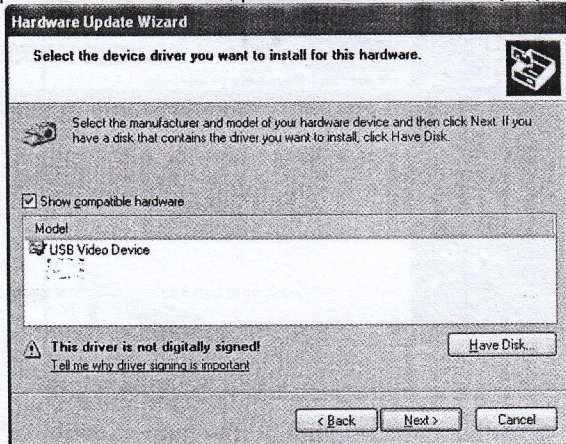 Hardware Update Wizard
Select the device driver you want to install for this hardware.
Select the manufacturer and model of your hardware device and then click Next. If you
have a disk that contains the driver you want to install, click Have Disk.
Show compatible hardware
Model
USB Video Device
This driver is not digitally signed!
Have Disk...
Tell me why driver signing is important
< Back
Next >
Cancel